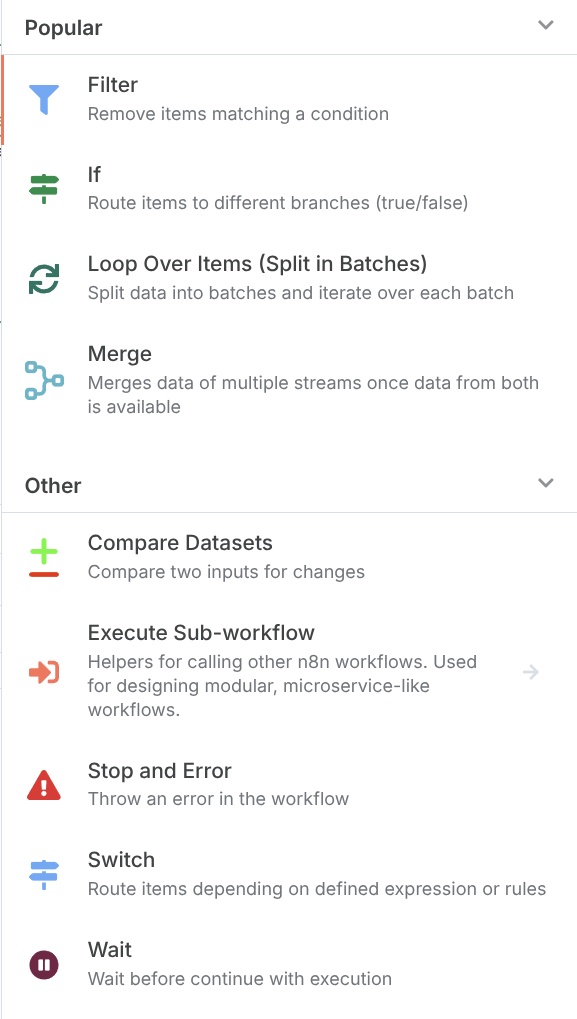 Popular
Filter
Remove items matching a condition
If
Route items to different branches (true/false)
Loop Over Items (Split in Batches)
Split data into batches and iterate over each batch
Merge
Merges data of multiple streams once data from both
is available
Other
Compare Datasets
Compare two inputs for changes
Execute Sub-workflow
Helpers for calling other n8n workflows. Used
for designing modular, microservice-like
workflows.
Stop and Error
Throw an error in the workflow
Switch
Route items depending on defined expression or rules
Wait
Wait before continue with execution